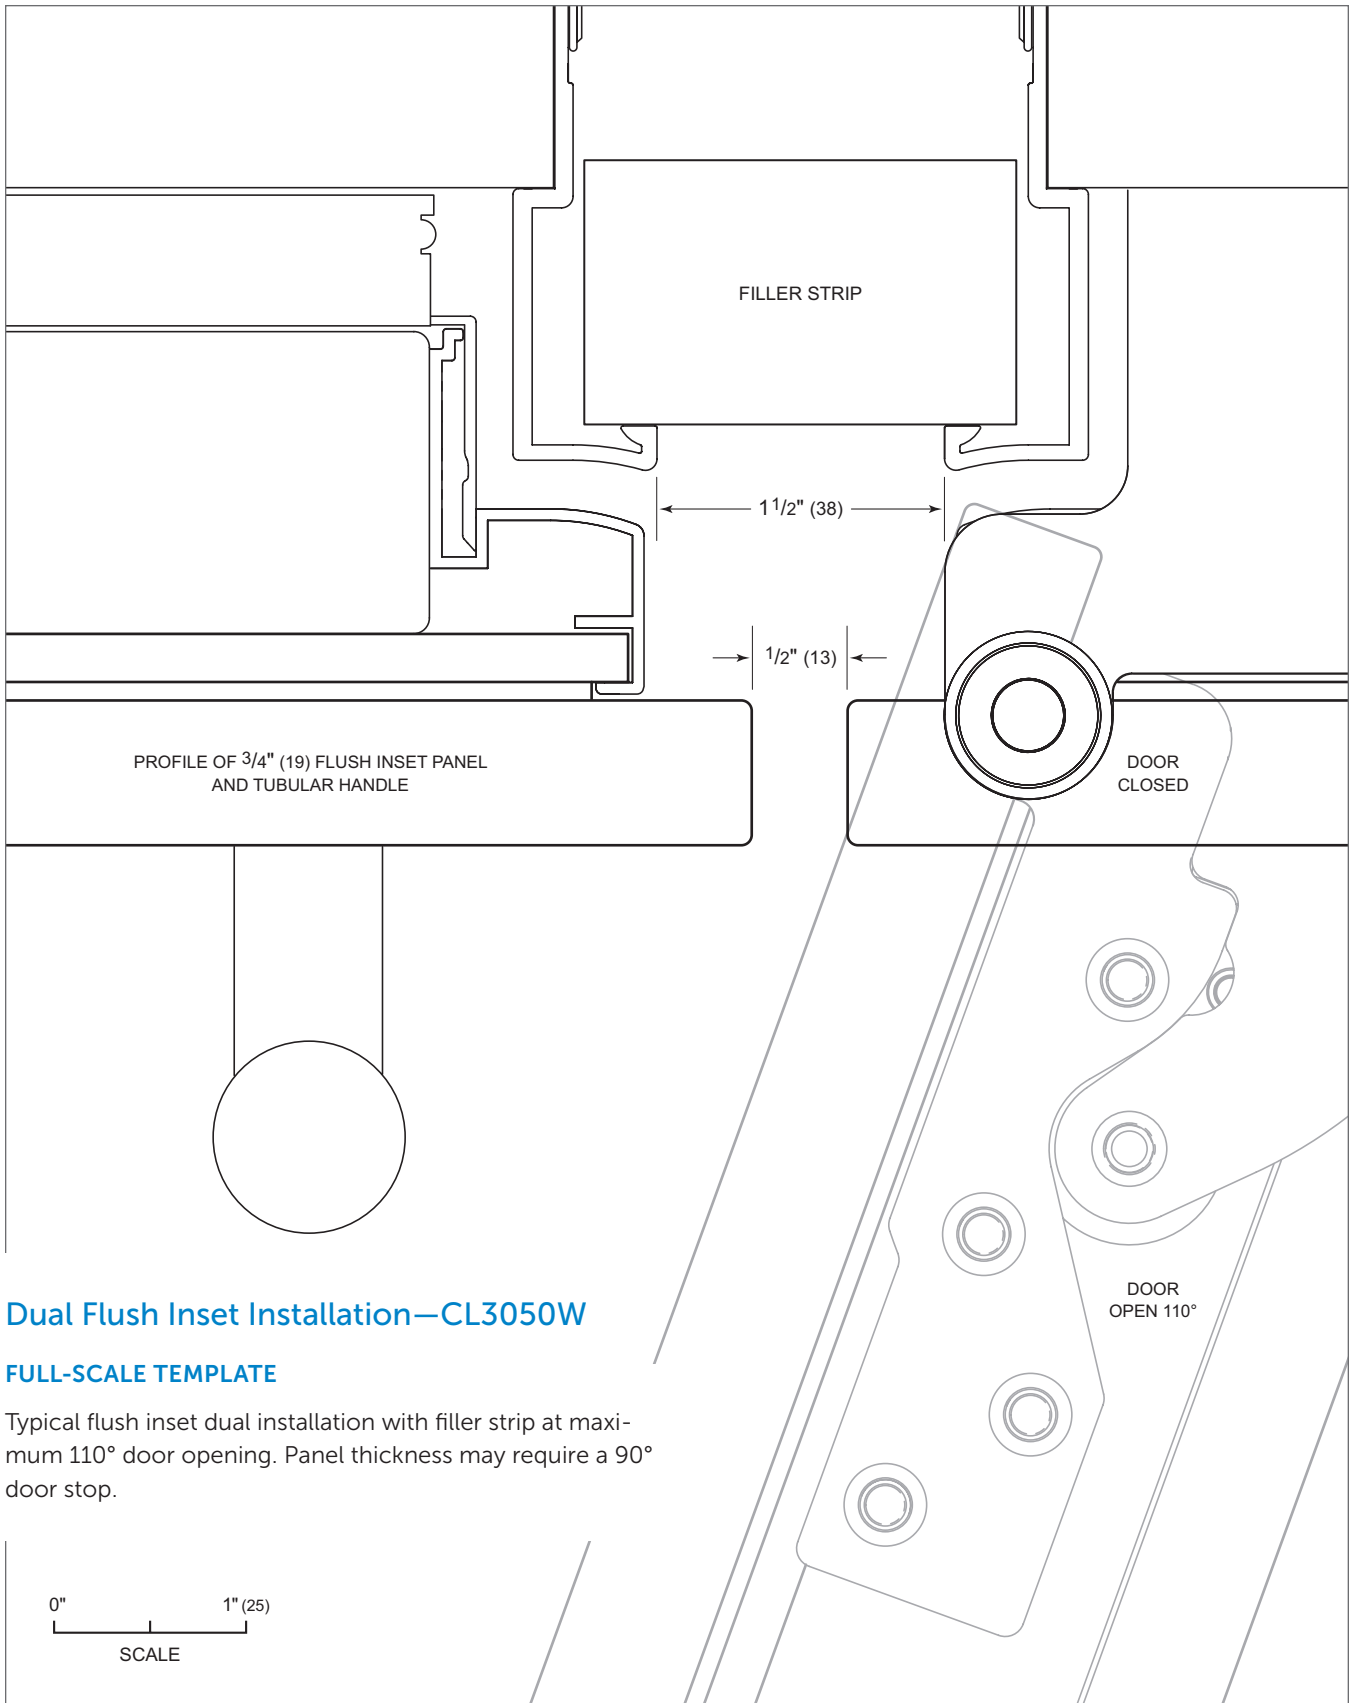 FILLER STRIP
1 1/2" (38)
1/2" (13)
PROFILE OF 3/4" (19) FLUSH INSET PANEL
AND TUBULAR HANDLE
DOOR
CLOSED
DOOR
OPEN 110°
Dual Flush Inset Installation—CL3050W
FULL-SCALE TEMPLATE
Typical flush inset dual installation with filler strip at maxi-
mum 110° door opening. Panel thickness may require a 90°
door stop.
0" 1" (25)
SCALE